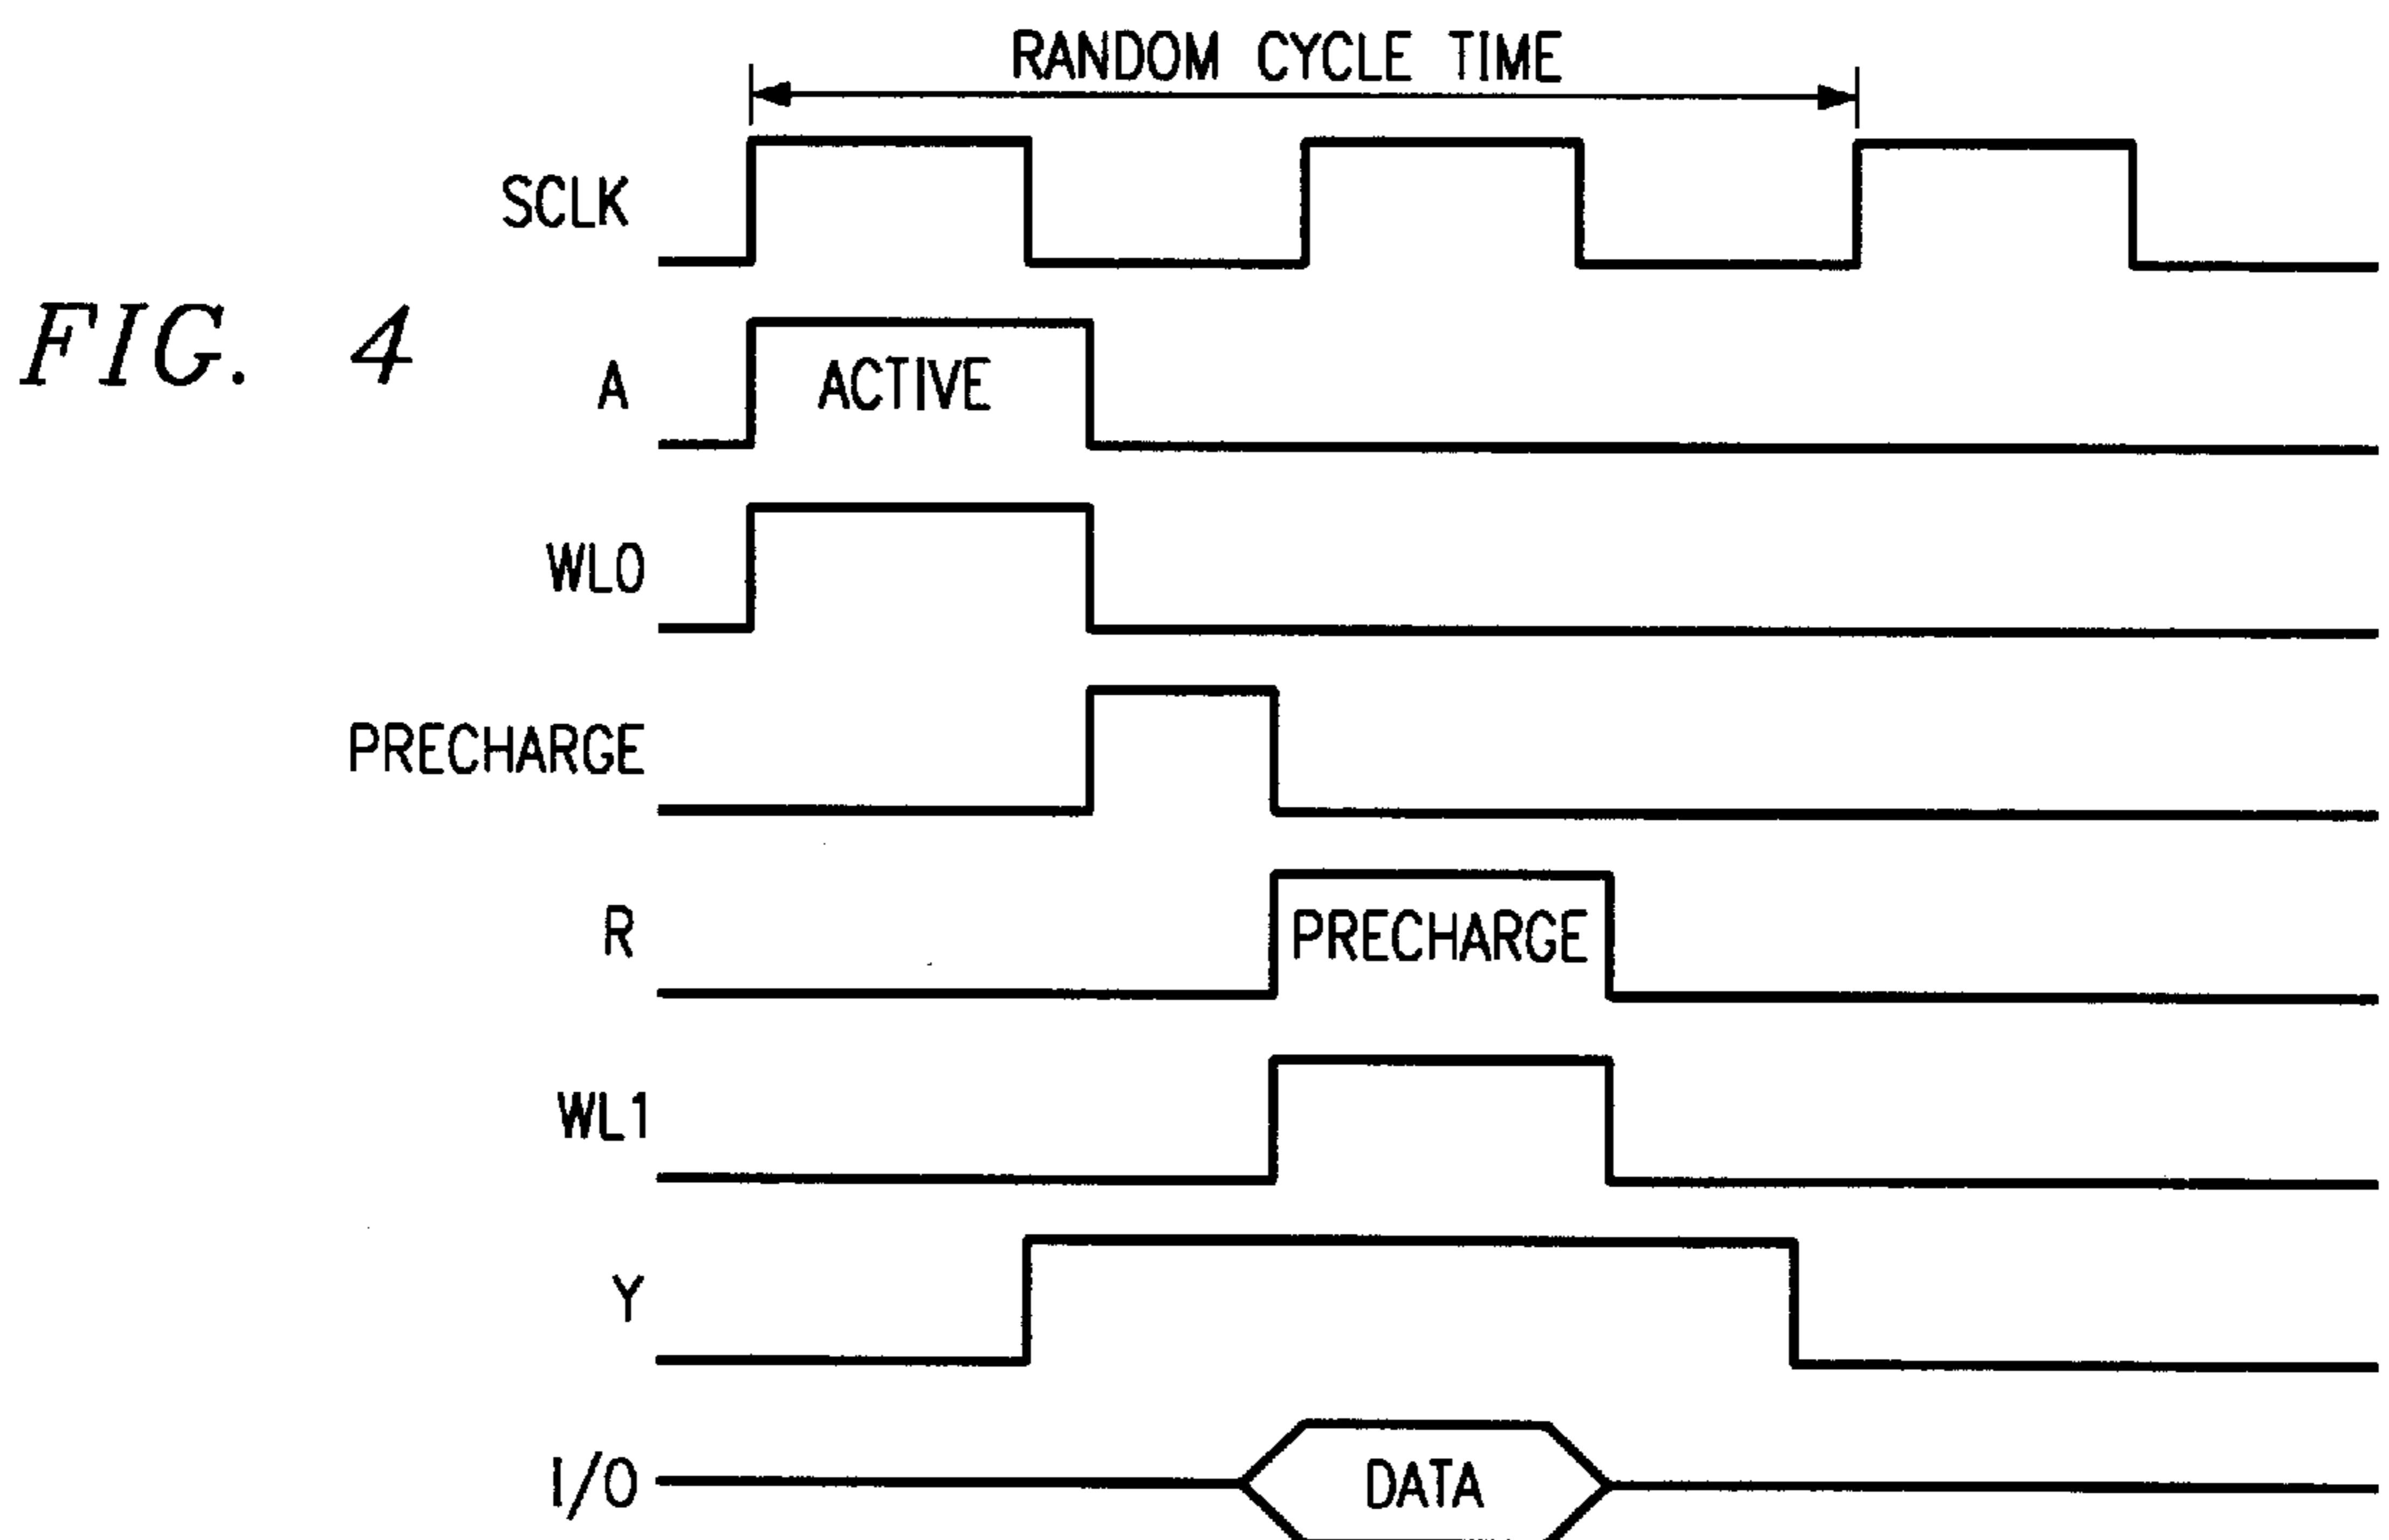 RANDOM CYCLE TIME
SCLK
FIG. 4
A
ACTIVE
WL0
PRECHARGE
R
PRECHARGE
WL1
Y
I/O
DATA